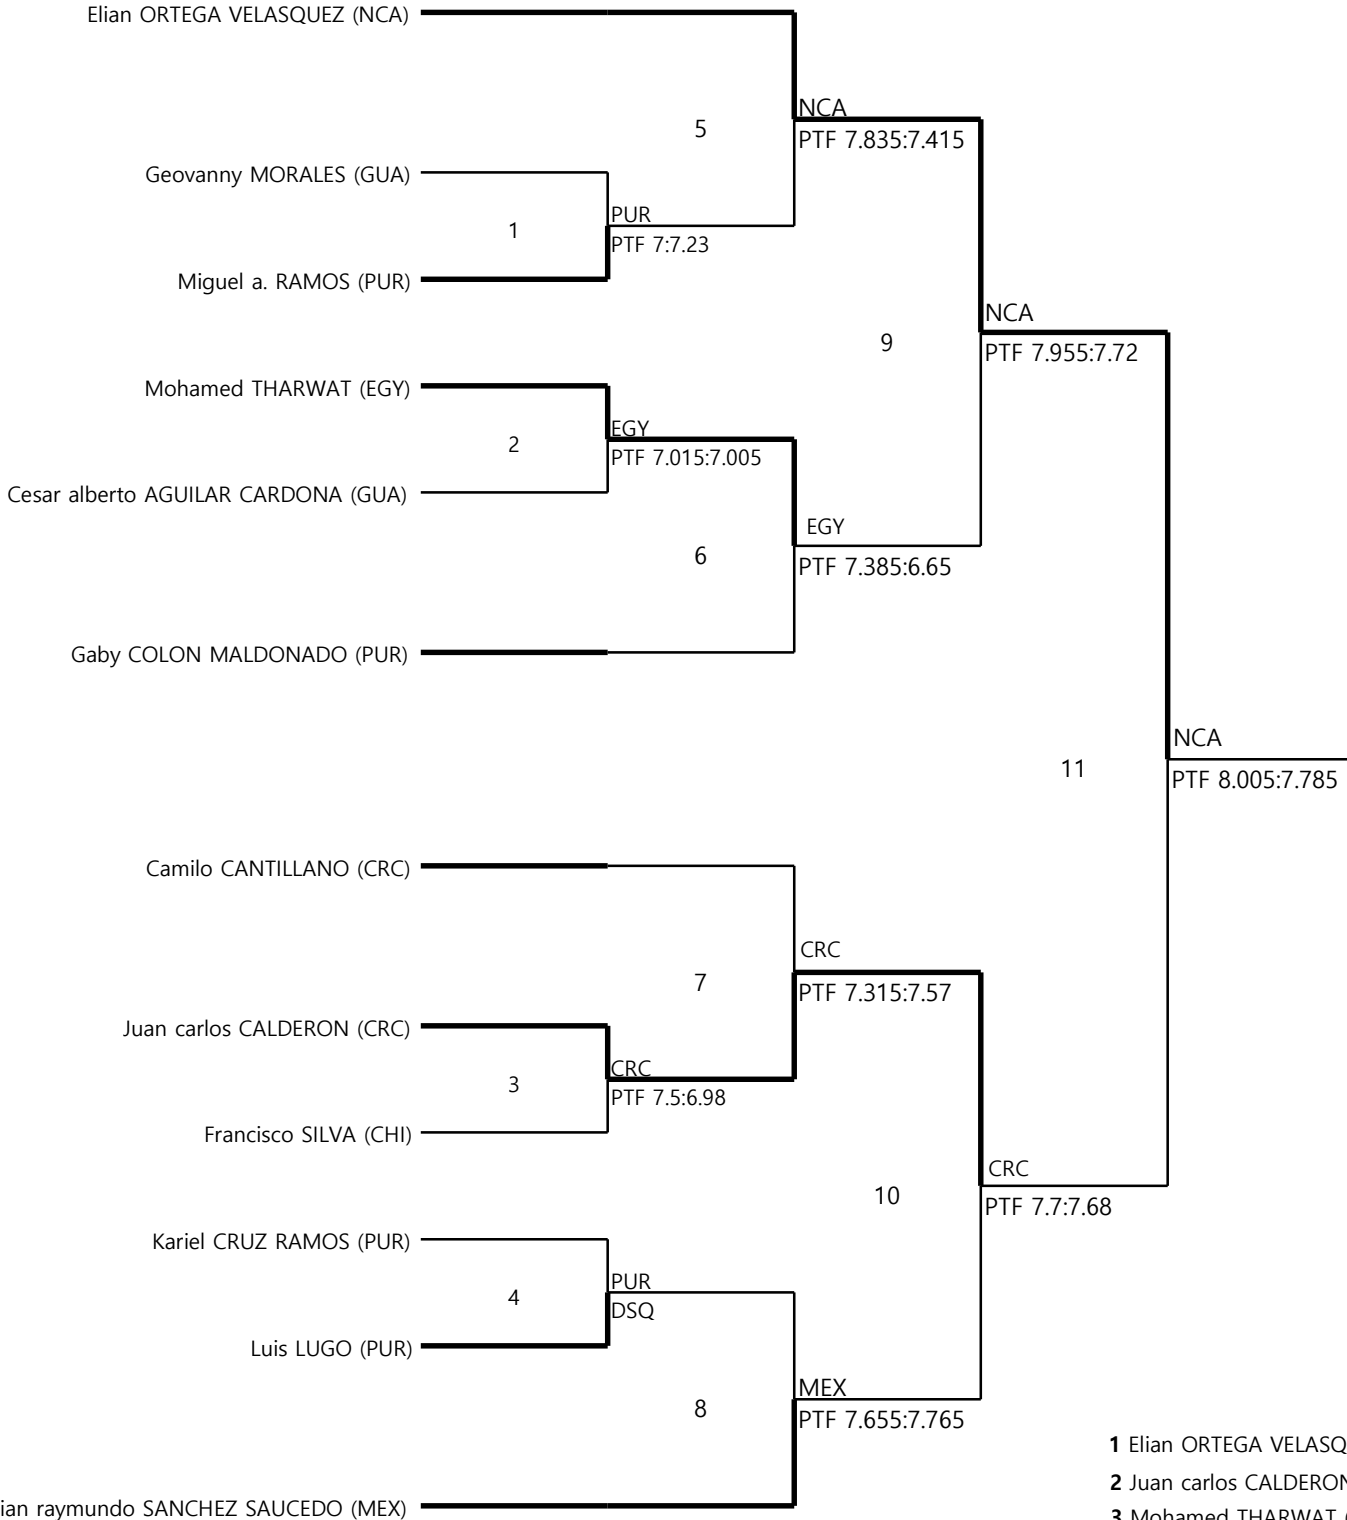 Elian ORTEGA VELASQUEZ (NCA)
NCA
5
PTF 7.835:7.415
Geovanny MORALES (GUA)
PUR
1
PTF 7:7.23
Miguel a. RAMOS (PUR)
NCA
9
PTF 7.955:7.72
Mohamed THARWAT (EGY)
EGY
2
PTF 7.015:7.005
Cesar alberto AGUILAR CARDONA (GUA)
EGY
6
PTF 7.385:6.65
Gaby COLON MALDONADO (PUR)
NCA
11
PTF 8.005:7.785
Camilo CANTILLANO (CRC)
CRC
7
PTF 7.315:7.57
Juan carlos CALDERON (CRC)
CRC
3
PTF 7.5:6.98
Francisco SILVA (CHI)
CRC
10
PTF 7.7:7.68
Kariel CRUZ RAMOS (PUR)
PUR
4
DSQ
Luis LUGO (PUR)
MEX
8
PTF 7.655:7.765
ian raymundo SANCHEZ SAUCEDO (MEX)
1 Elian ORTEGA VELASQ
2 Juan carlos CALDERON
3 Mohamed THARWAT (